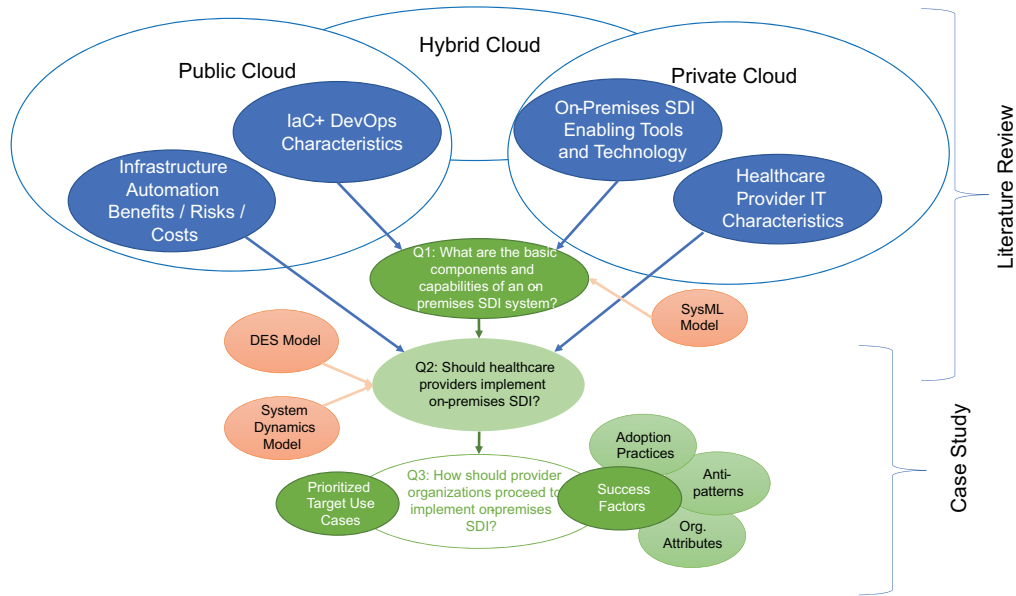 Hybrid Cloud
Public Cloud
Private Cloud
IaC+ DevOps
Characteristics
On-Premises SDI
Enabling Tools
and Technology
Infrastructure
Automation
Benefits / Risks /
Costs
Healthcare
Provider IT
Characteristics
Literature Review
Q1: What are the basic
components and
capabilities of an on
premises SDI system?
SysML
Model
DES Model
Q2: Should healthcare
providers implement
on-premises SDI?
System
Dynamics
Model
Case Study
Adoption
Practices
Q3: How should provider
organizations proceed to
implement on-premises
SDI?
Prioritized
Target Use
Cases
Success
Factors
Anti-
patterns
Org.
Attributes